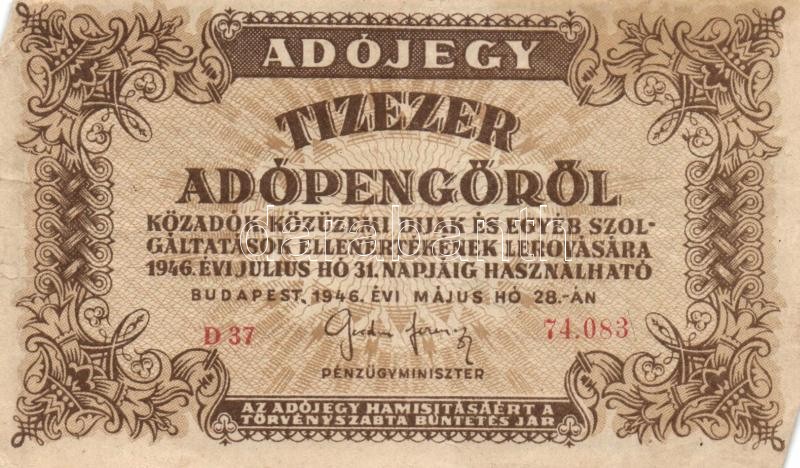 ADÓJEGY
TIZEZER
ADÓPENGŐRŐL
KÖZADÓK, KÖZÜZEMI DIJAK ÉS EGYÉB SZOL-
GÁLTATÁSOK ELLENÉRTÉKÉNEK LEROVÁSÁRA
1946. ÉVI JULIUS HÓ 31. NAPJÁIG HASZNÁLHATÓ
BUDAPEST, 1946. ÉVI MÁJUS HÓ 28.-ÁN
D 37 74.083
PÉNZÜGYMINISZTER
AZ ADÓJEGY HAMISITÁSÁÉRT A
TÖRVÉNYSZABTA BÜNTETÉS JÁR